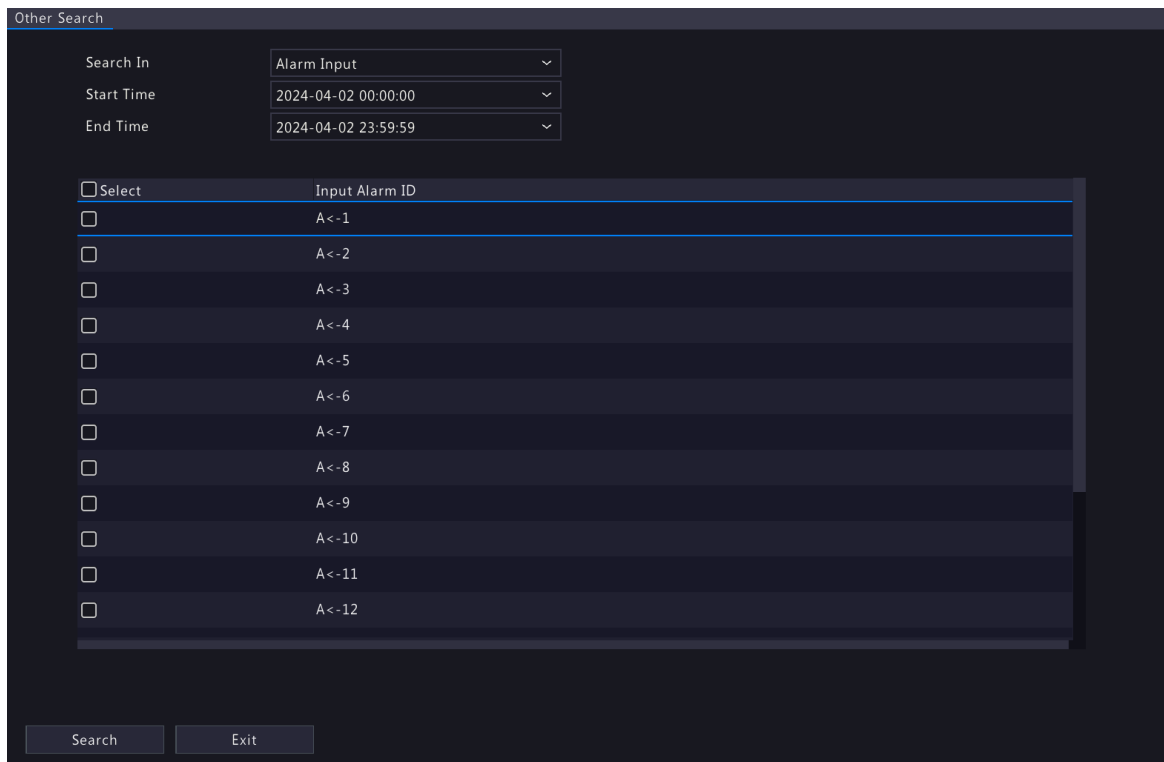 Other Search
Search In Alarm Input
Start Time 2024-04-02 00:00:00
End Time 2024-04-02 23:59:59
Select Input Alarm ID
A<-1
A<-2
A<-3
A<-4
A<-5
A<-6
A<-7
A<-8
A<-9
A<-10
A<-11
A<-12
Search Exit